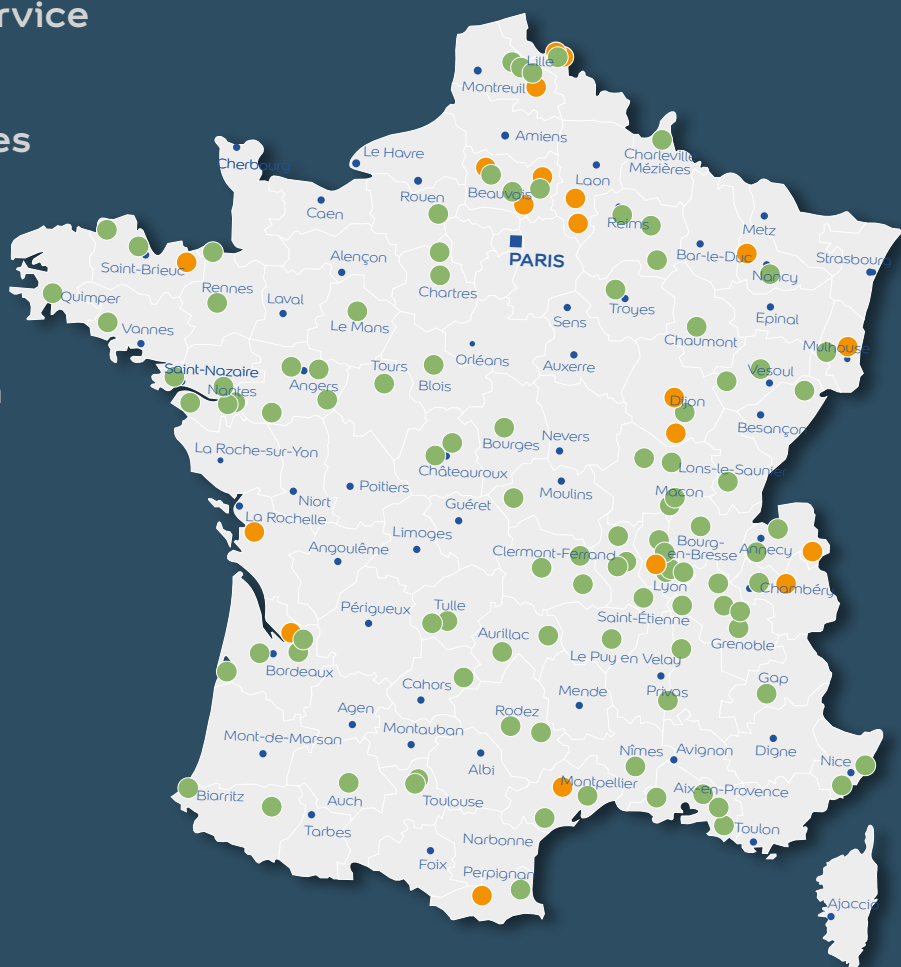 rvice
es
Lille
Montreuil
Amiens
Cherbourg
Le Havre
Charleville
Mézières
Laon
Rouen
Beauvais
Caen
Reims
Metz
PARIS
Alençon
Bar-le-Duc
Strasbourg
Saint-Brieuc
Nancy
Quimper
Rennes
Laval
Chartres
Troyes
Sens
Epinal
Vannes
Le Mans
Chaumont
Mulhouse
Orléans
Auxerre
Saint-Nazaire
Angers
Tours
Blois
Vesoul
Nantes
Dijon
Besançon
La Roche-sur-Yon
Bourges
Nevers
Châteauroux
Lons-le-Saunier
Poitiers
Moulins
Macon
Niort
Guéret
La Rochelle
Limoges
Angoulême
Clermont-Ferrand
Bourg-
en-Bresse
Annecy
Lyon
Chambéry
Périgueux
Tulle
Saint-Étienne
Aurillac
Grenoble
Bordeaux
Le Puy en Velay
Cahors
Mende
Privas
Gap
Agen
Rodez
Mont-de-Marsan
Montauban
Nîmes
Avignon
Digne
Nice
Albi
Montpellier
Aix-en-Provence
Biarritz
Auch
Toulouse
Tarbes
Toulon
Narbonne
Foix
Perpignan
Ajaccio